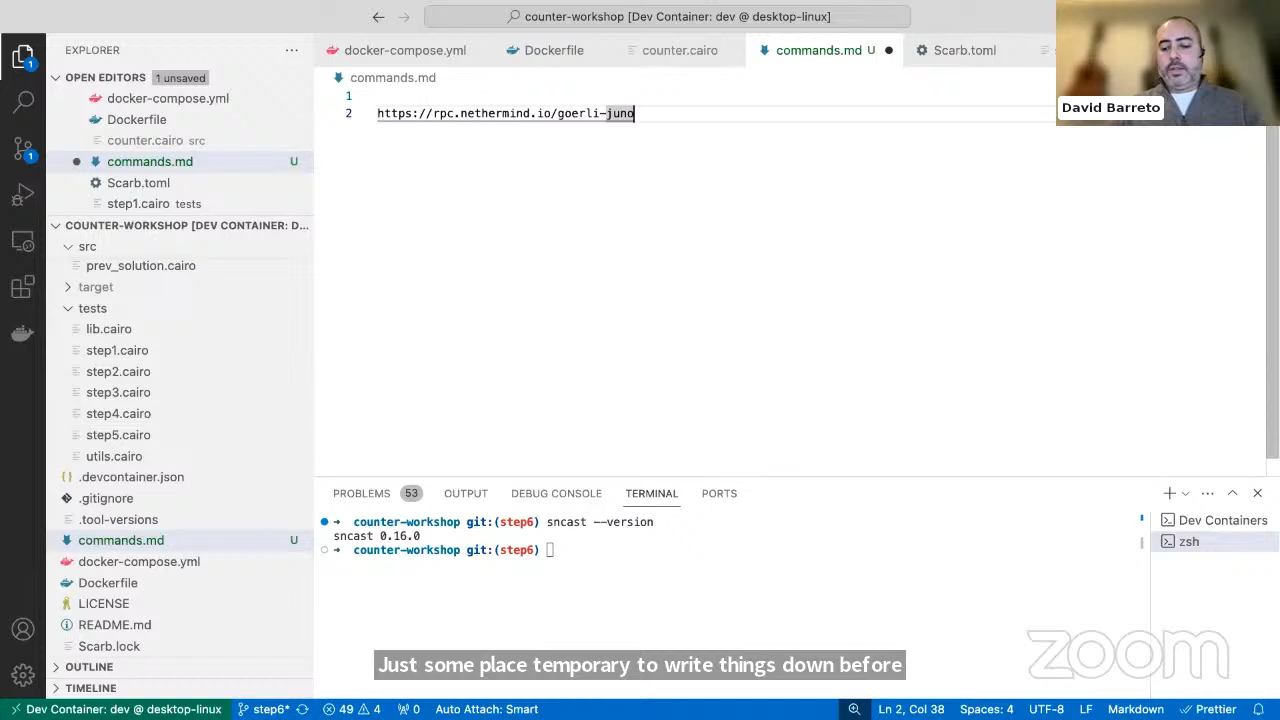 counter-workshop [Dev Container: dev @ desktop-linux]
EXPLORER
docker-compose.yml
Dockerfile
counter.cairo
commands.md U
Scarb.toml
David Barreto
OPEN EDITORS 1 unsaved
docker-compose.yml
Dockerfile
counter.cairo src
commands.md U
Scarb.toml
step1.cairo tests
COUNTER-WORKSHOP [DEV CONTAINER: D...
src
prev_solution.cairo
target
tests
lib.cairo
step1.cairo
step2.cairo
step3.cairo
step4.cairo
step5.cairo
utils.cairo
.devcontainer.json
.gitignore
.tool-versions
commands.md U
docker-compose.yml
Dockerfile
LICENSE
README.md
Scarb.lock
OUTLINE
TIMELINE
commands.md
1
2 https://rpc.nethermind.io/goerli-juno
PROBLEMS 53 OUTPUT DEBUG CONSOLE TERMINAL PORTS
counter-workshop git:(step6) sncast --version
sncast 0.16.0
counter-workshop git:(step6)
Dev Containers
zsh
Just some place temporary to write things down before
zoom
1
1
Dev Container: dev @ desktop-linux step6* 49 4 0 Auto Attach: Smart Ln 2, Col 38 Spaces: 4 UTF-8 LF Markdown Prettier